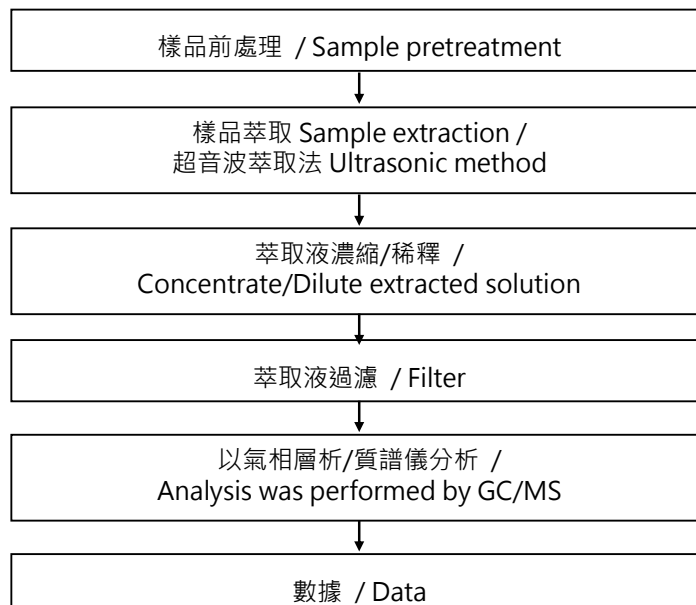 樣品前處理 / Sample pretreatment
樣品萃取 Sample extraction /
超音波萃取法 Ultrasonic method
萃取液濃縮/稀釋 /
Concentrate/Dilute extracted solution
萃取液過濾 / Filter
以氣相層析/質譜儀分析 /
Analysis was performed by GC/MS
數據 / Data